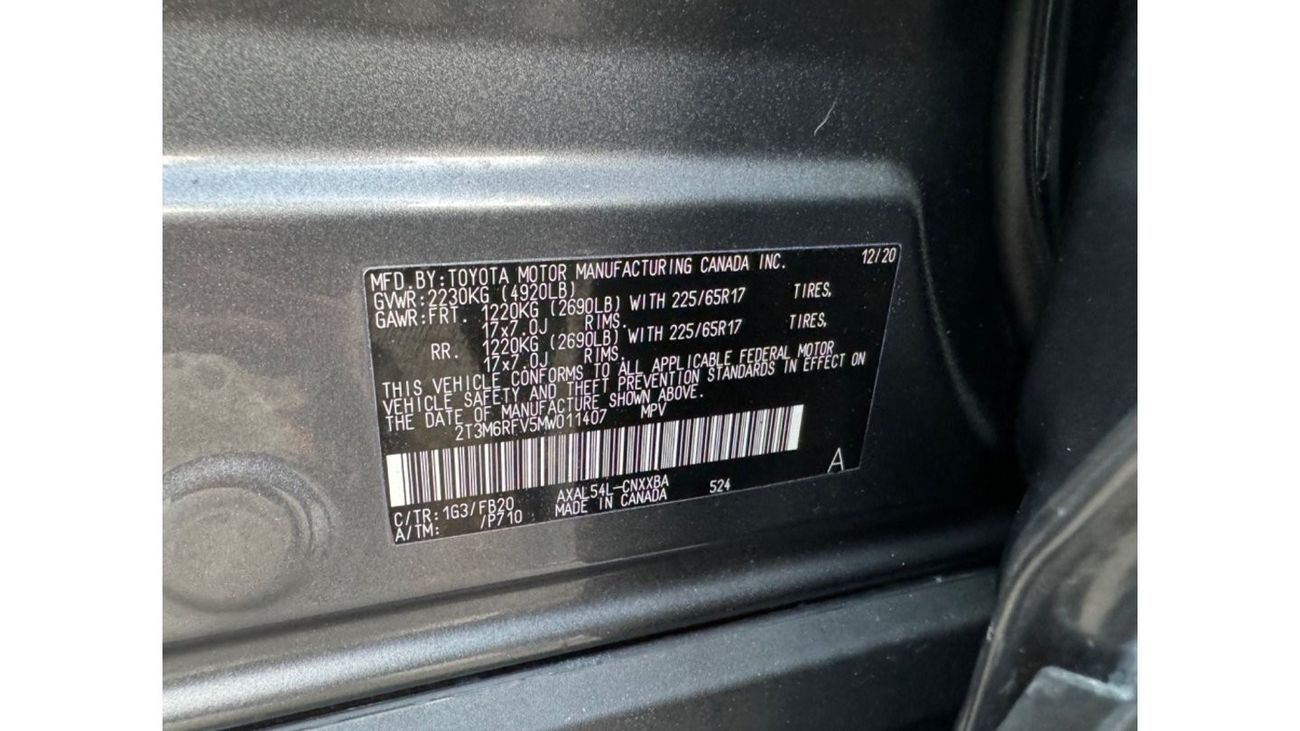 MFD.BY:TOYOTA MOTOR MANUFACTURING CANADA INC. 12/20
GVWR:2230KG (4920LB)
GAWR:FRT. 1220KG (2690LB) WITH 225/65R17 TIRES,
17x7.0J RIMS.
RR. 1220KG (2690LB) WITH 225/65R17 TIRES,
17x7.0J RIMS.
THIS VEHICLE CONFORMS TO ALL APPLICABLE FEDERAL MOTOR
VEHICLE SAFETY AND THEFT PREVENTION STANDARDS IN EFFECT ON
THE DATE OF MANUFACTURE SHOWN ABOVE.
2T3M6RFV5MW011407 MPV
A
C/TR: 1G3/FB20 AXAL54L-CNXXBA 524
A/TM: /P710 MADE IN CANADA